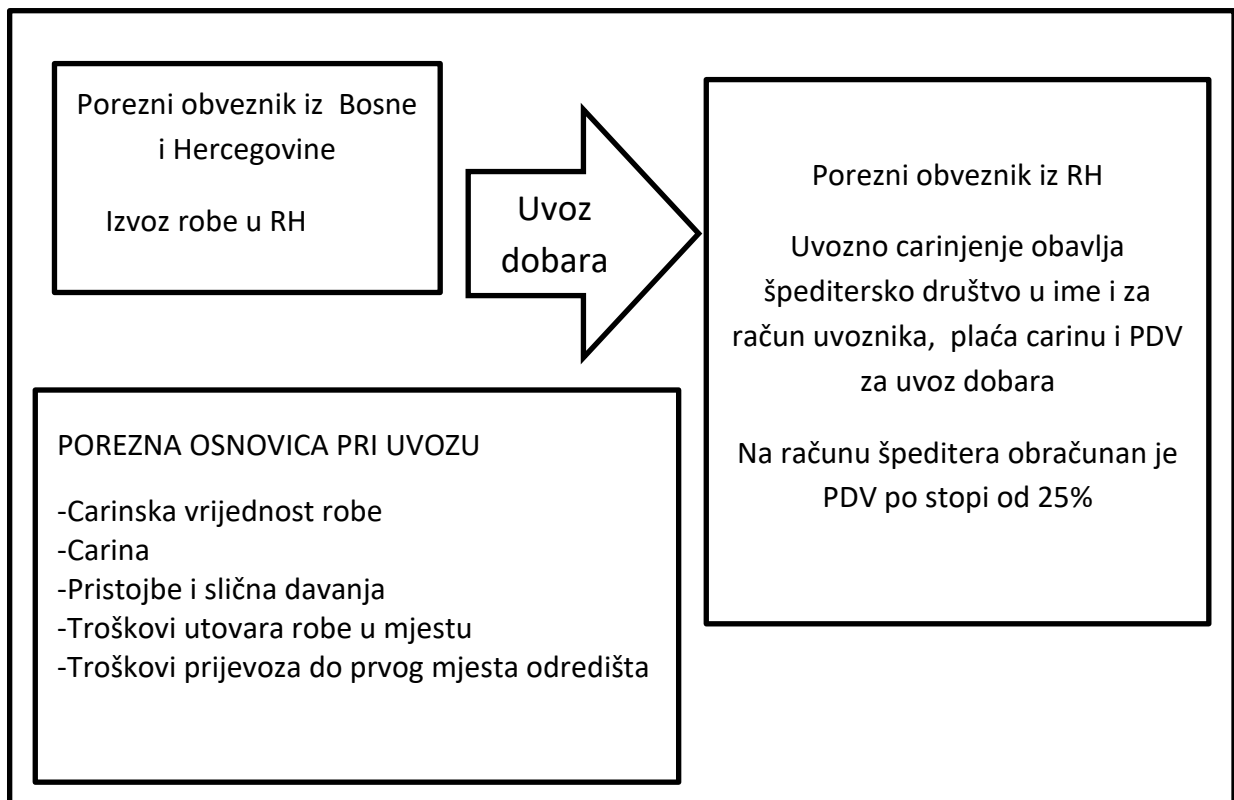 Porezni obveznik iz Bosne
i Hercegovine
Izvoz robe u RH
Uvoz
dobara
Porezni obveznik iz RH
Uvozno carinjenje obavlja
špeditersko društvo u ime i za
račun uvoznika, plaća carinu i PDV
za uvoz dobara
Na računu špeditera obračunan je
PDV po stopi od 25%
POREZNA OSNOVICA PRI UVOZU
-Carinska vrijednost robe
-Carina
-Pristojbe i slična davanja
-Troškovi utovara robe u mjestu
-Troškovi prijevoza do prvog mjesta odredišta